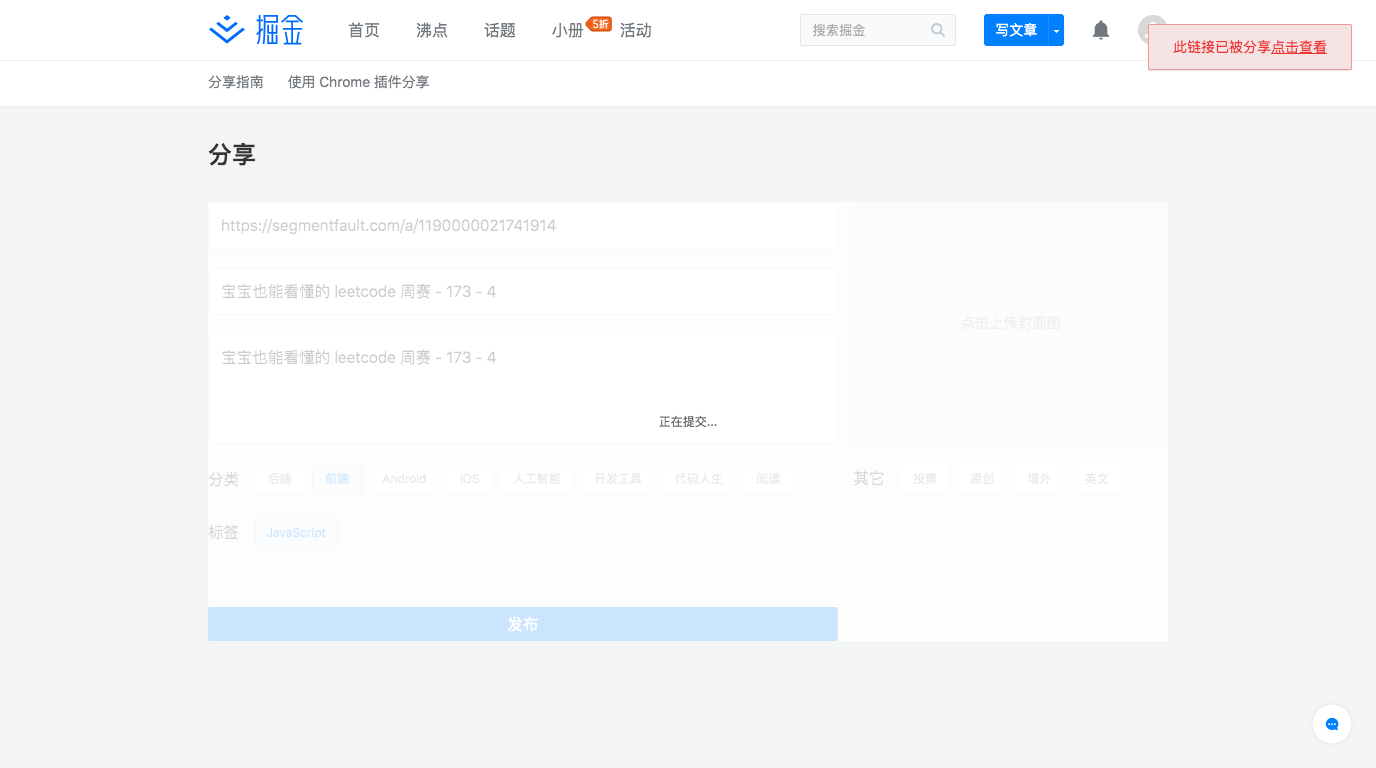 掘金 首页 沸点 话题 小册 5折 活动 搜索掘金 写文章
此链接已被分享点击查看
分享指南 使用 Chrome 插件分享
分享
https://segmentfault.com/a/1190000021741914
宝宝也能看懂的 leetcode 周赛 - 173 - 4
点击上传封面图
宝宝也能看懂的 leetcode 周赛 - 173 - 4
正在提交...
分类 后端 前端 Android iOS 人工智能 开发工具 代码人生 阅读 其它 投票 原创 墙外 英文
标签 JavaScript
发布